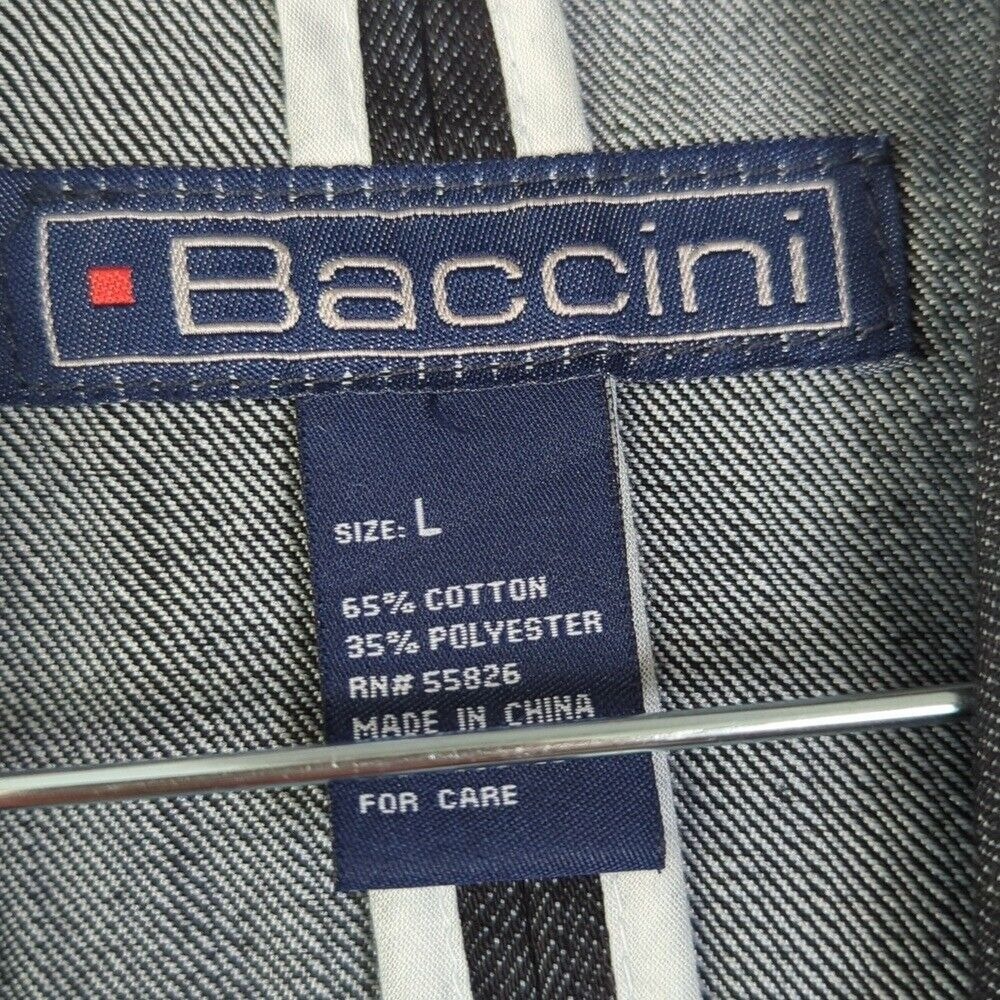 Baccini
SIZE: L
65% COTTON
35% POLYESTER
RN# 55826
MADE IN CHINA
FOR CARE